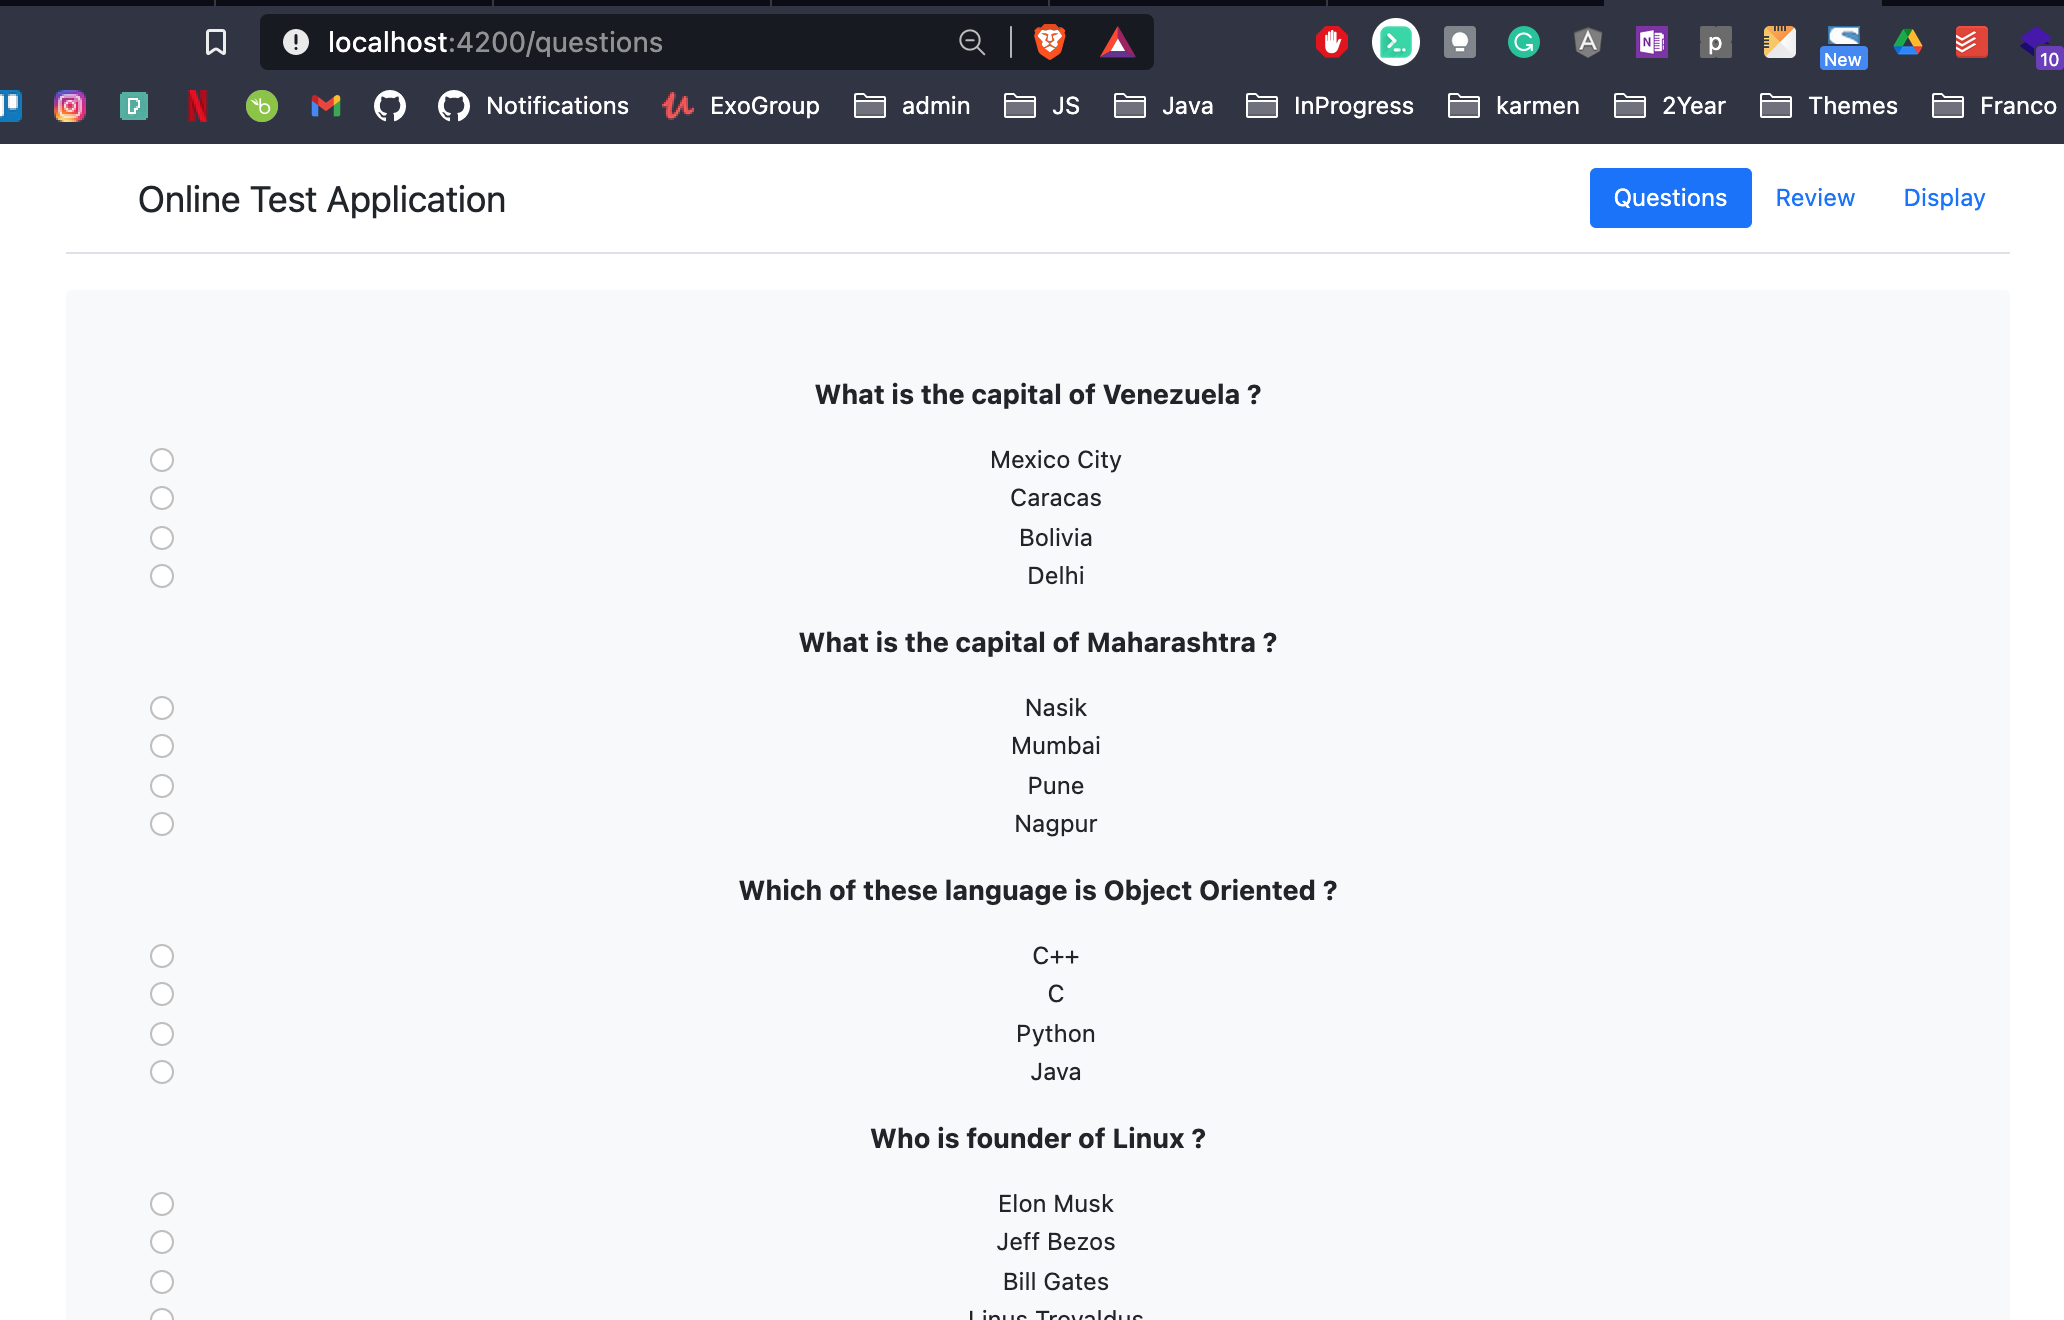 localhost:4200/questions
New
10
Notifications ExoGroup admin JS Java InProgress karmen 2Year Themes Franco
Online Test Application
Questions Review Display
What is the capital of Venezuela ?
Mexico City
Caracas
Bolivia
Delhi
What is the capital of Maharashtra ?
Nasik
Mumbai
Pune
Nagpur
Which of these language is Object Oriented ?
C++
C
Python
Java
Who is founder of Linux ?
Elon Musk
Jeff Bezos
Bill Gates
Linus Trovaldus